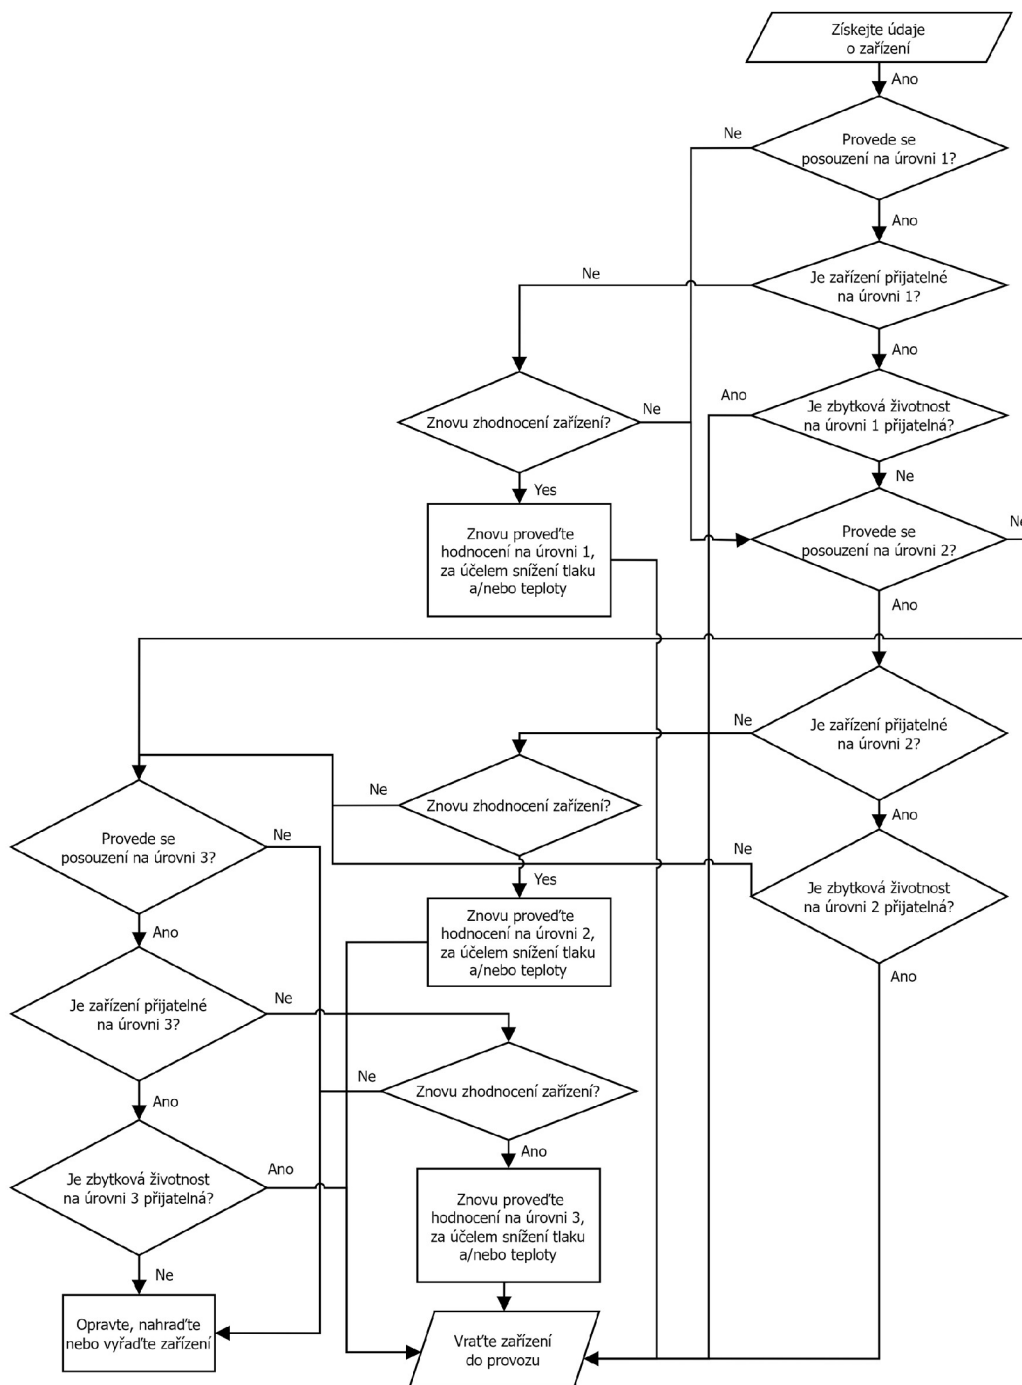 Získejte údaje
o zařízení
Ano
Ne
Provede se
posouzení na úrovni 1?
Ano
Ne
Je zařízení přijatelné
na úrovni 1?
Ano
Ano
Je zbytková životnost
na úrovni 1 přijatelná?
Znovu zhodnocení zařízení?
Ne
Ne
Yes
Znovu proveďte
hodnocení na úrovni 1,
za účelem snížení tlaku
a/nebo teploty
Provede se
posouzení na úrovni 2?
Ne
Ano
Ne
Je zařízení přijatelné
na úrovni 2?
Ne
Znovu zhodnocení zařízení?
Ano
Provede se
posouzení na úrovni 3?
Ne
Ne
Je zbytková životnost
na úrovni 2 přijatelná?
Yes
Znovu proveďte
hodnocení na úrovni 2,
za účelem snížení tlaku
a/nebo teploty
Ano
Ano
Je zařízení přijatelné
na úrovni 3?
Ne
Ne
Znovu zhodnocení zařízení?
Ano
Ano
Je zbytková životnost
na úrovni 3 přijatelná?
Ano
Znovu proveďte
hodnocení na úrovni 3,
za účelem snížení tlaku
a/nebo teploty
Ne
Opravte, nahraďte
nebo vyřaďte zařízení
Vraťte zařízení
do provozu